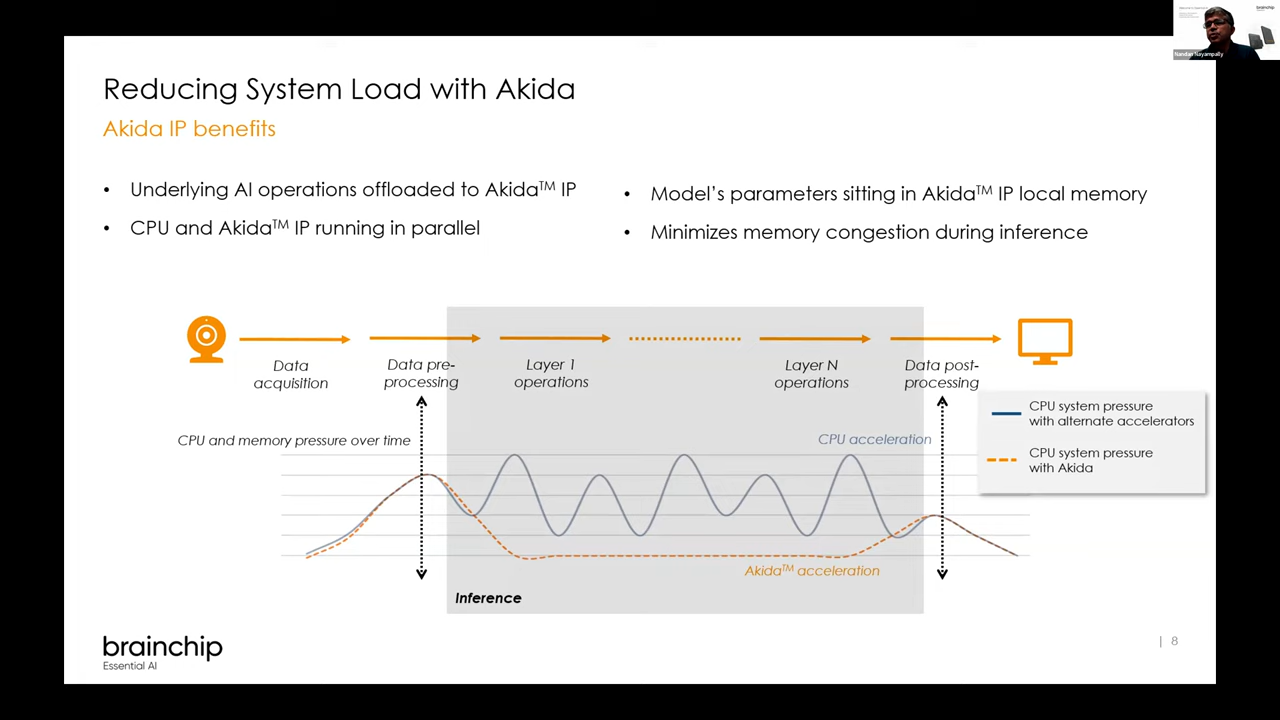 Reducing System Load with Akida
Akida IP benefits
• Underlying AI operations offloaded to Akida™ IP
• CPU and Akida™ IP running in parallel
• Model's parameters sitting in Akida™ IP local memory
• Minimizes memory congestion during inference
Data
acquisition
Data pre-
processing
Layer 1
operations
Layer N
operations
Data post-
processing
CPU and memory pressure over time
CPU acceleration
CPU system pressure
with alternate accelerators
CPU system pressure
with Akida
Akida™ acceleration
Inference
brainchip
Essential AI
| 8
Nandan Nayampally
brainchip